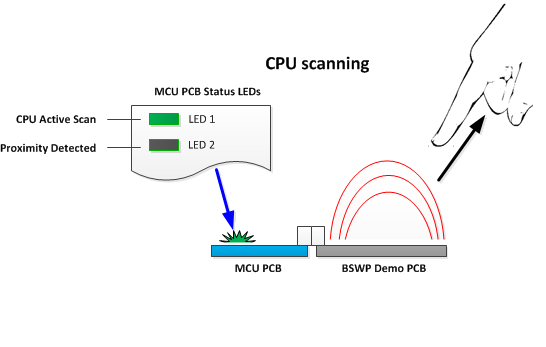 CPU scanning
MCU PCB Status LEDs
CPU Active Scan
LED 1
Proximity Detected
LED 2
MCU PCB
BSWP Demo PCB